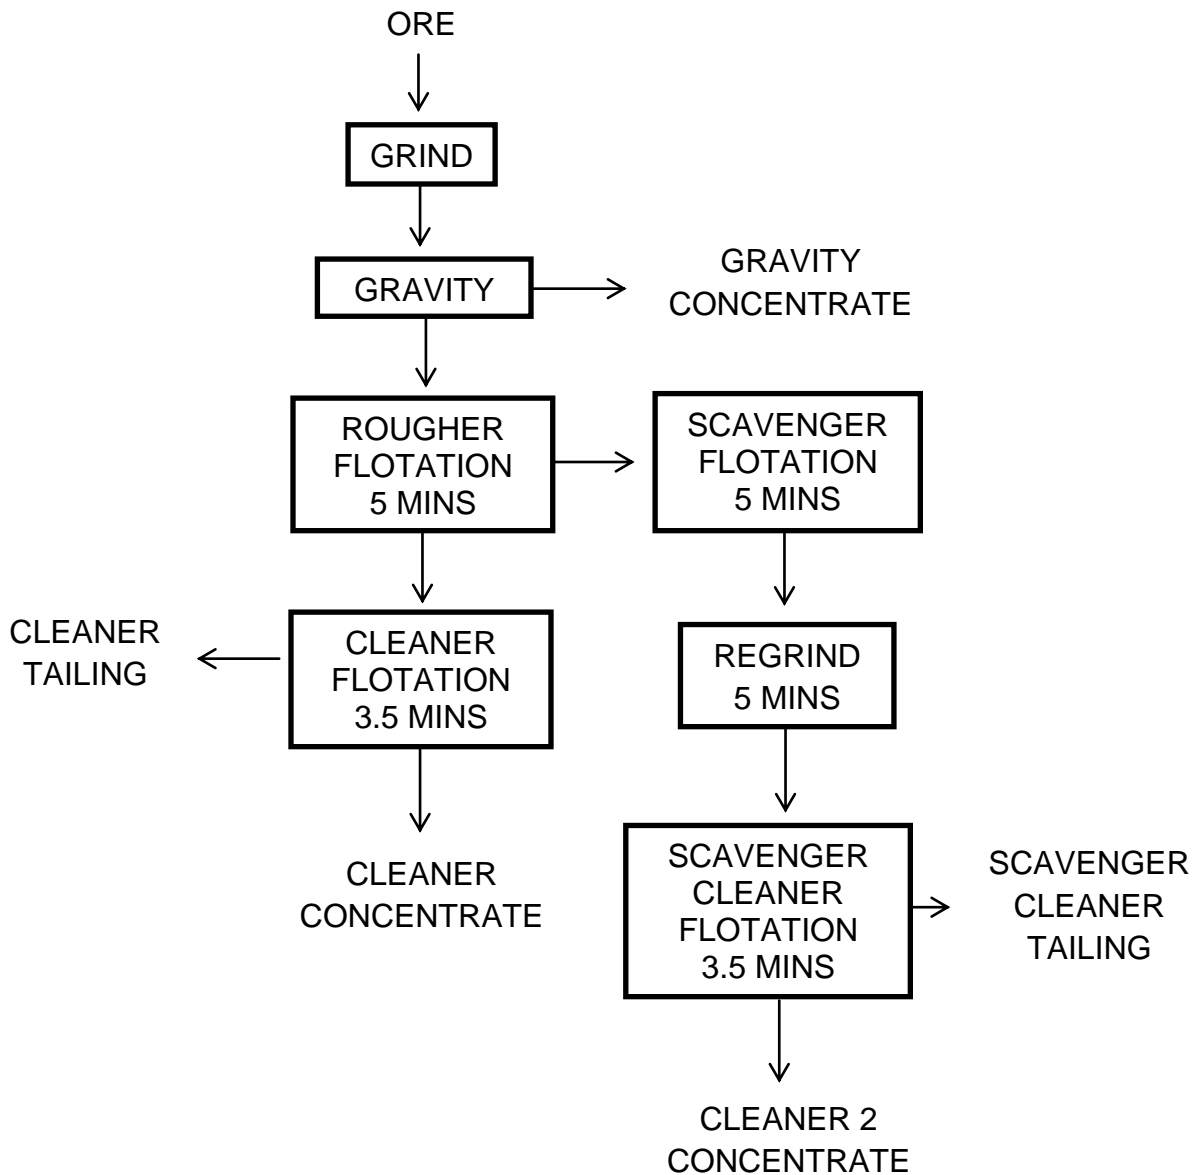 ORE
GRIND
GRAVITY
GRAVITY
CONCENTRATE
ROUGHER
FLOTATION
5 MINS
SCAVENGER
FLOTATION
5 MINS
CLEANER
TAILING
CLEANER
FLOTATION
3.5 MINS
REGRIND
5 MINS
CLEANER
CONCENTRATE
SCAVENGER
CLEANER
FLOTATION
3.5 MINS
SCAVENGER
CLEANER
TAILING
CLEANER 2
CONCENTRATE